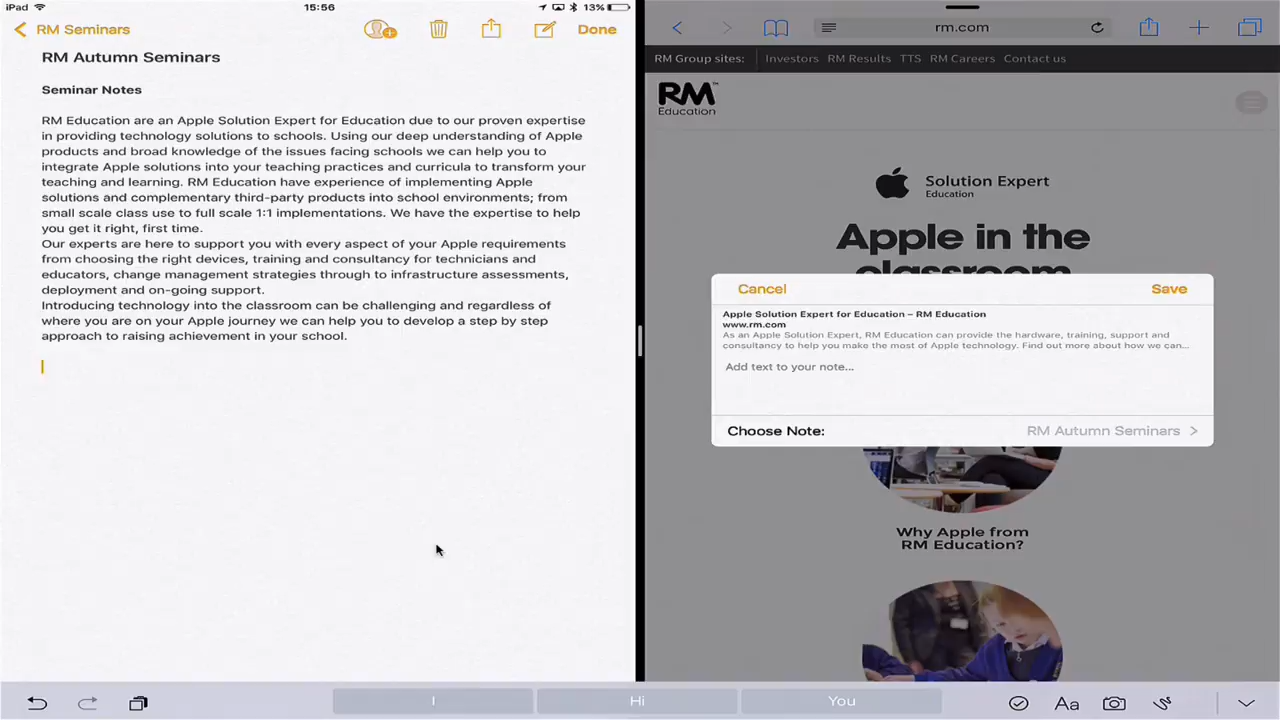 iPad 15:56 13%
RM Seminars Done
RM Autumn Seminars
Seminar Notes
RM Education are an Apple Solution Expert for Education due to our proven expertise
in providing technology solutions to schools. Using our deep understanding of Apple
products and broad knowledge of the issues facing schools we can help you to
integrate Apple solutions into your teaching practices and curricula to transform your
teaching and learning. RM Education have experience of implementing Apple
solutions and complementary third-party products into school environments; from
small scale class use to full scale 1:1 implementations. We have the expertise to help
you get it right, first time.
Our experts are here to support you with every aspect of your Apple requirements
from choosing the right devices, training and consultancy for technicians and
educators, change management strategies through to infrastructure assessments,
deployment and on-going support.
Introducing technology into the classroom can be challenging and regardless of
where you are on your Apple journey we can help you to develop a step by step
approach to raising achievement in your school.
I Hi You
Aa
rm.com
RM Group sites: Investors RM Results TTS RM Careers Contact us
RM™
Education
Solution Expert
Education
Apple in the
classroom
Cancel Save
Apple Solution Expert for Education – RM Education
www.rm.com
As an Apple Solution Expert, RM Education can provide the hardware, training, support and
consultancy to help you make the most of Apple technology. Find out more about how we can...
Add text to your note...
Choose Note: RM Autumn Seminars
Why Apple from
RM Education?